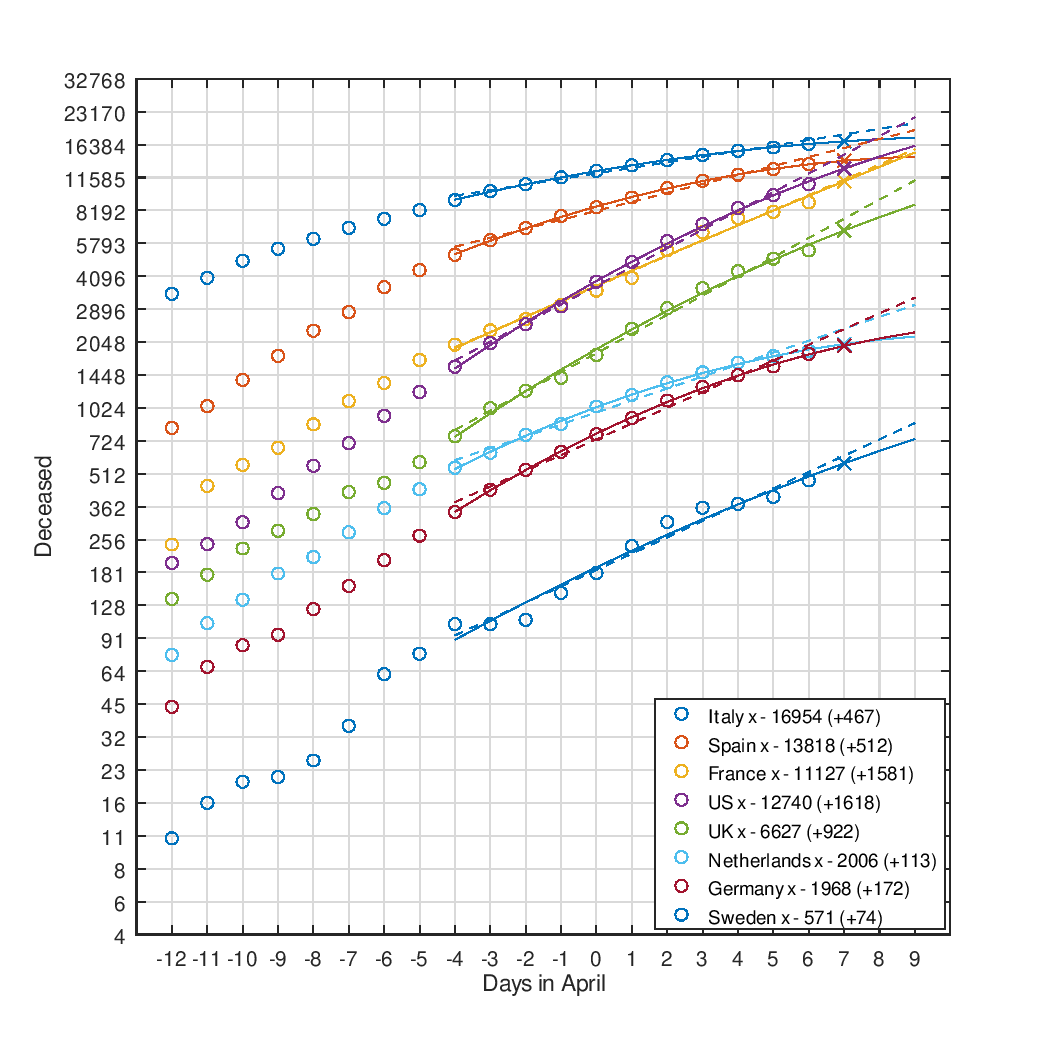 32768
23170
16384
11585
8192
5793
4096
2896
2048
1448
1024
724
512
362
256
181
128
91
64
45
32
23
16
11
8
6
4
Deceased
-12 -11 -10 -9 -8 -7 -6 -5 -4 -3 -2 -1 0 1 2 3 4 5 6 7 8 9
Days in April
Italy x - 16954 (+467)
Spain x - 13818 (+512)
France x - 11127 (+1581)
US x - 12740 (+1618)
UK x - 6627 (+922)
Netherlands x - 2006 (+113)
Germany x - 1968 (+172)
Sweden x - 571 (+74)